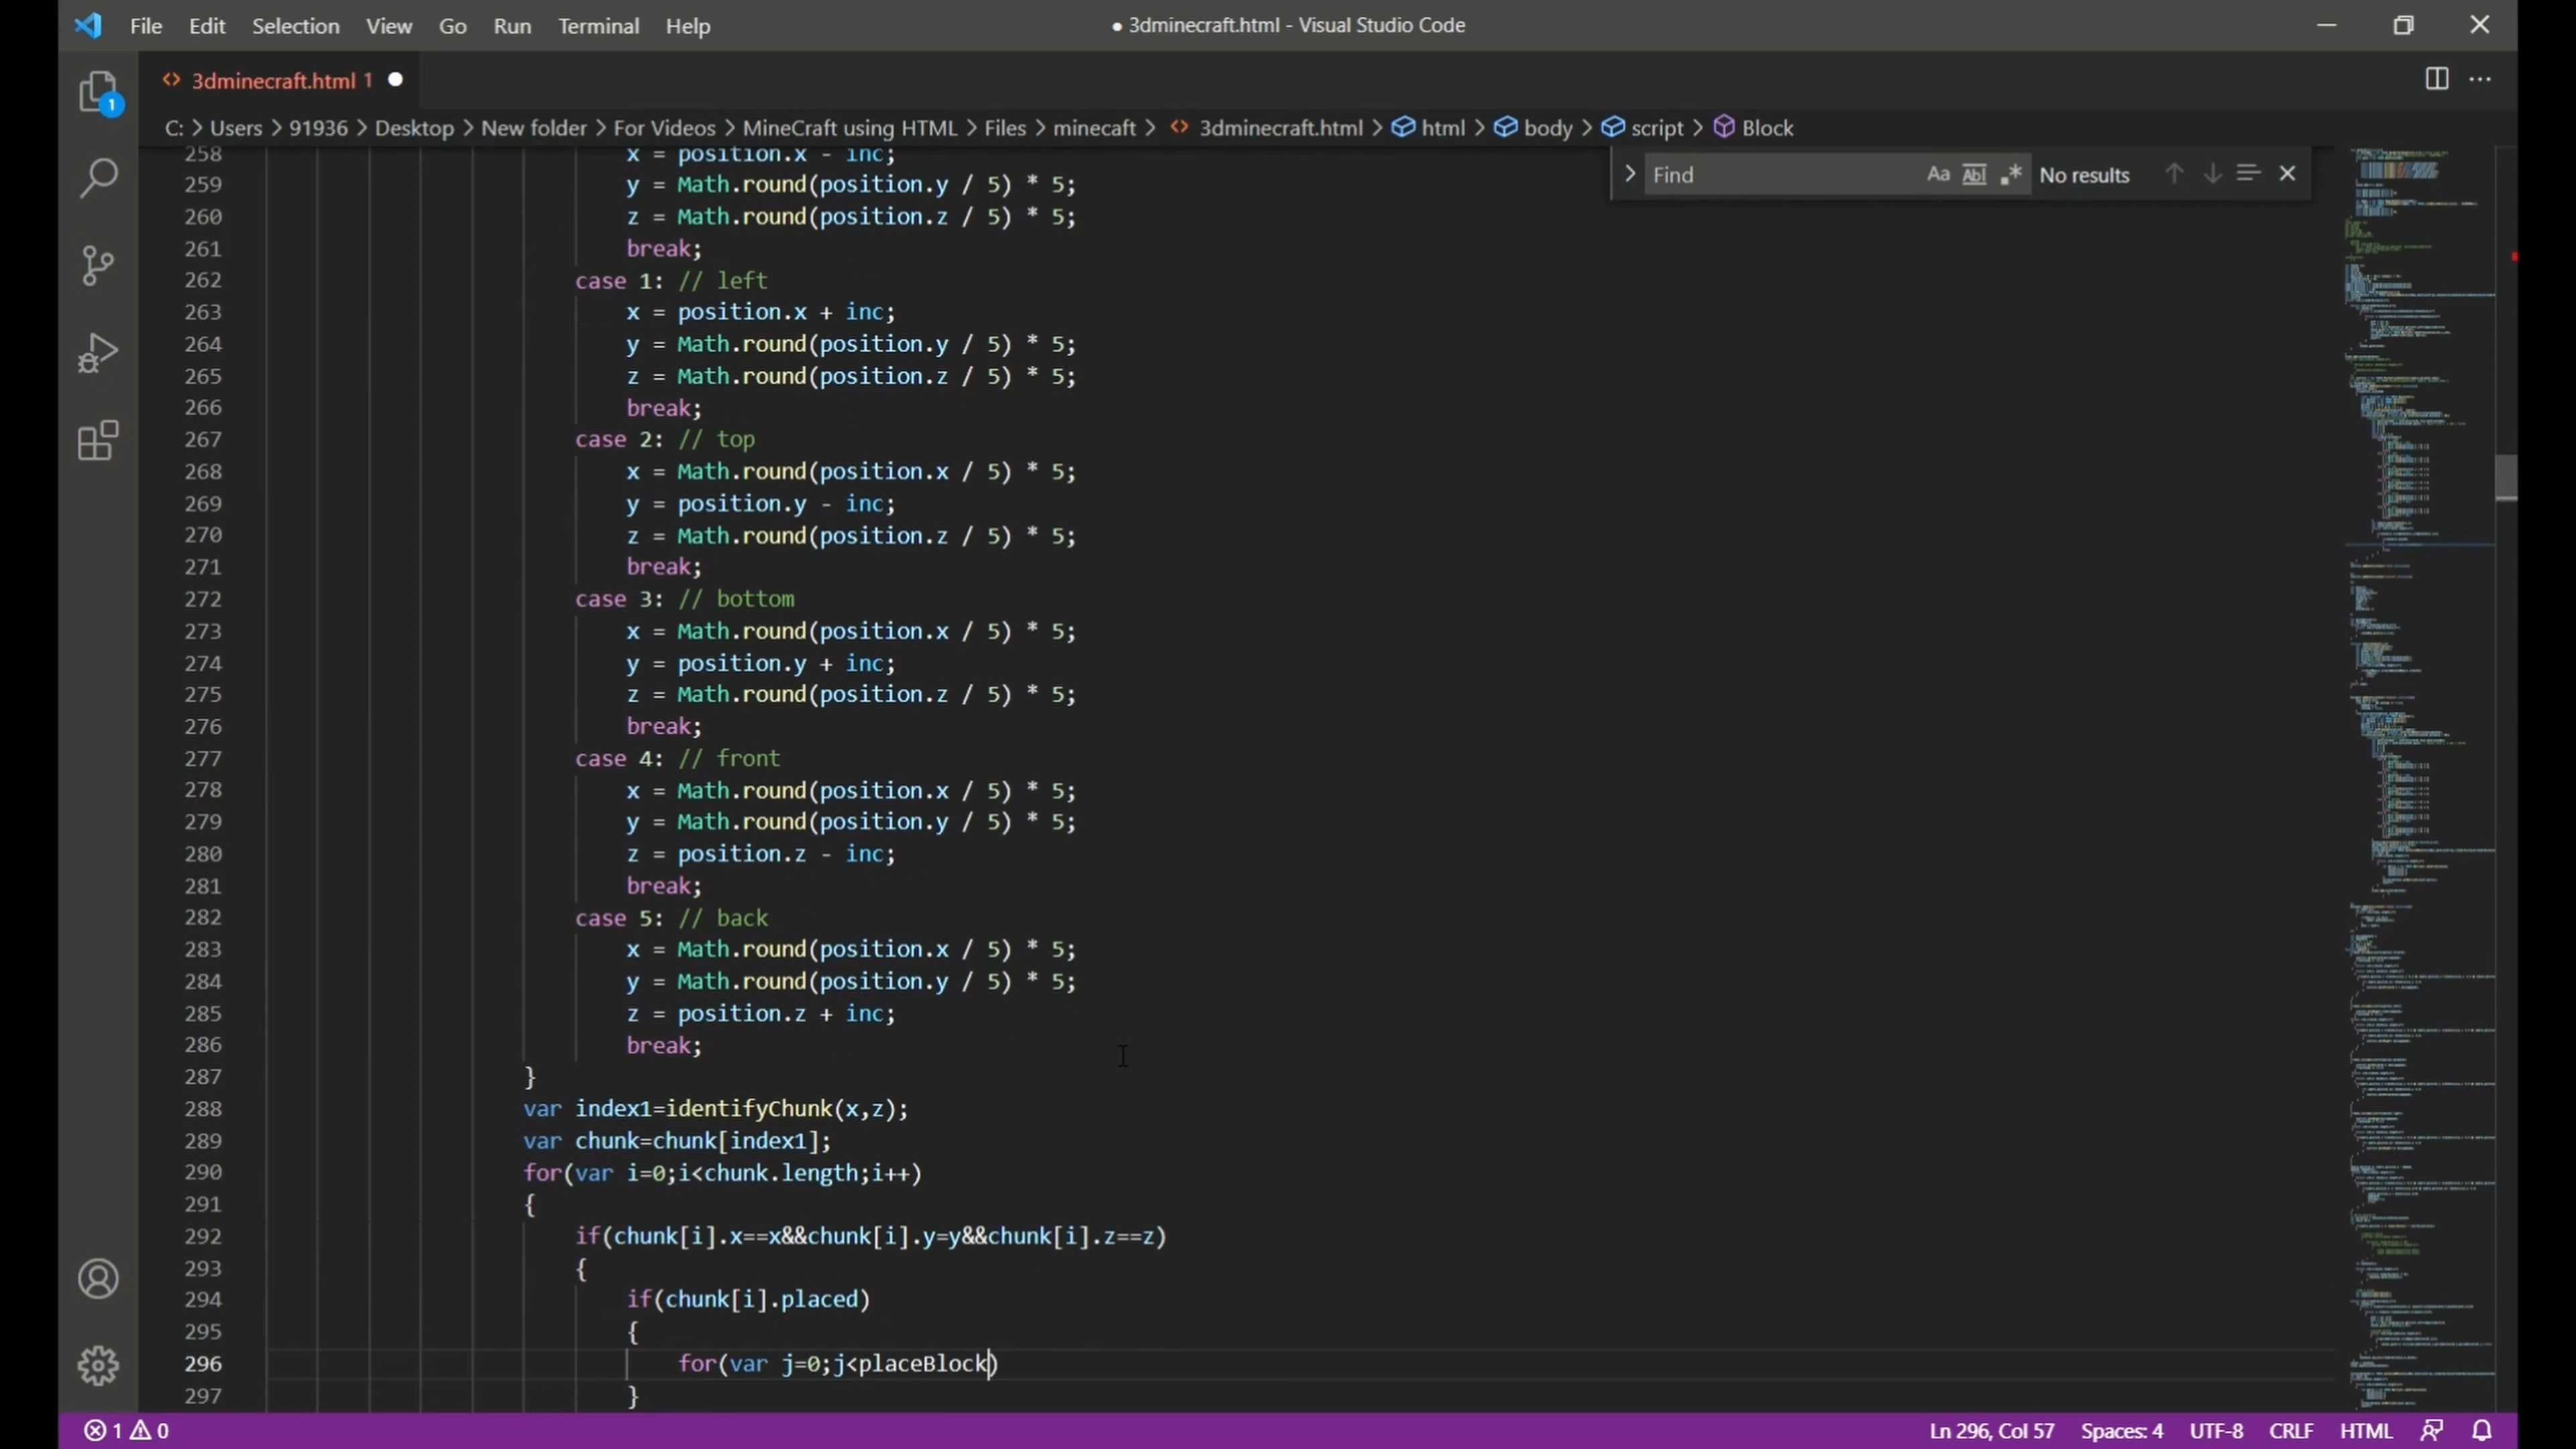 File Edit Selection View Go Run Terminal Help
● 3dminecraft.html - Visual Studio Code
3dminecraft.html 1
1
C: > Users > 91936 > Desktop > New folder > For Videos > MineCraft using HTML > Files > minecaft > 3dminecraft.html > html > body > script > Block
Find Aa Abl .* No results
258 x = position.x - inc;
259 y = Math.round(position.y / 5) * 5;
260 z = Math.round(position.z / 5) * 5;
261 break;
262 case 1: // left
263 x = position.x + inc;
264 y = Math.round(position.y / 5) * 5;
265 z = Math.round(position.z / 5) * 5;
266 break;
267 case 2: // top
268 x = Math.round(position.x / 5) * 5;
269 y = position.y - inc;
270 z = Math.round(position.z / 5) * 5;
271 break;
272 case 3: // bottom
273 x = Math.round(position.x / 5) * 5;
274 y = position.y + inc;
275 z = Math.round(position.z / 5) * 5;
276 break;
277 case 4: // front
278 x = Math.round(position.x / 5) * 5;
279 y = Math.round(position.y / 5) * 5;
280 z = position.z - inc;
281 break;
282 case 5: // back
283 x = Math.round(position.x / 5) * 5;
284 y = Math.round(position.y / 5) * 5;
285 z = position.z + inc;
286 break;
287 }
288 var index1=identifyChunk(x,z);
289 var chunk=chunk[index1];
290 for(var i=0;i<chunk.length;i++)
291 {
292 if(chunk[i].x==x&&chunk[i].y=y&&chunk[i].z==z)
293 {
294 if(chunk[i].placed)
295 {
296 for(var j=0;j<placeBlock)
297 }
1 0 Ln 296, Col 57 Spaces: 4 UTF-8 CRLF HTML